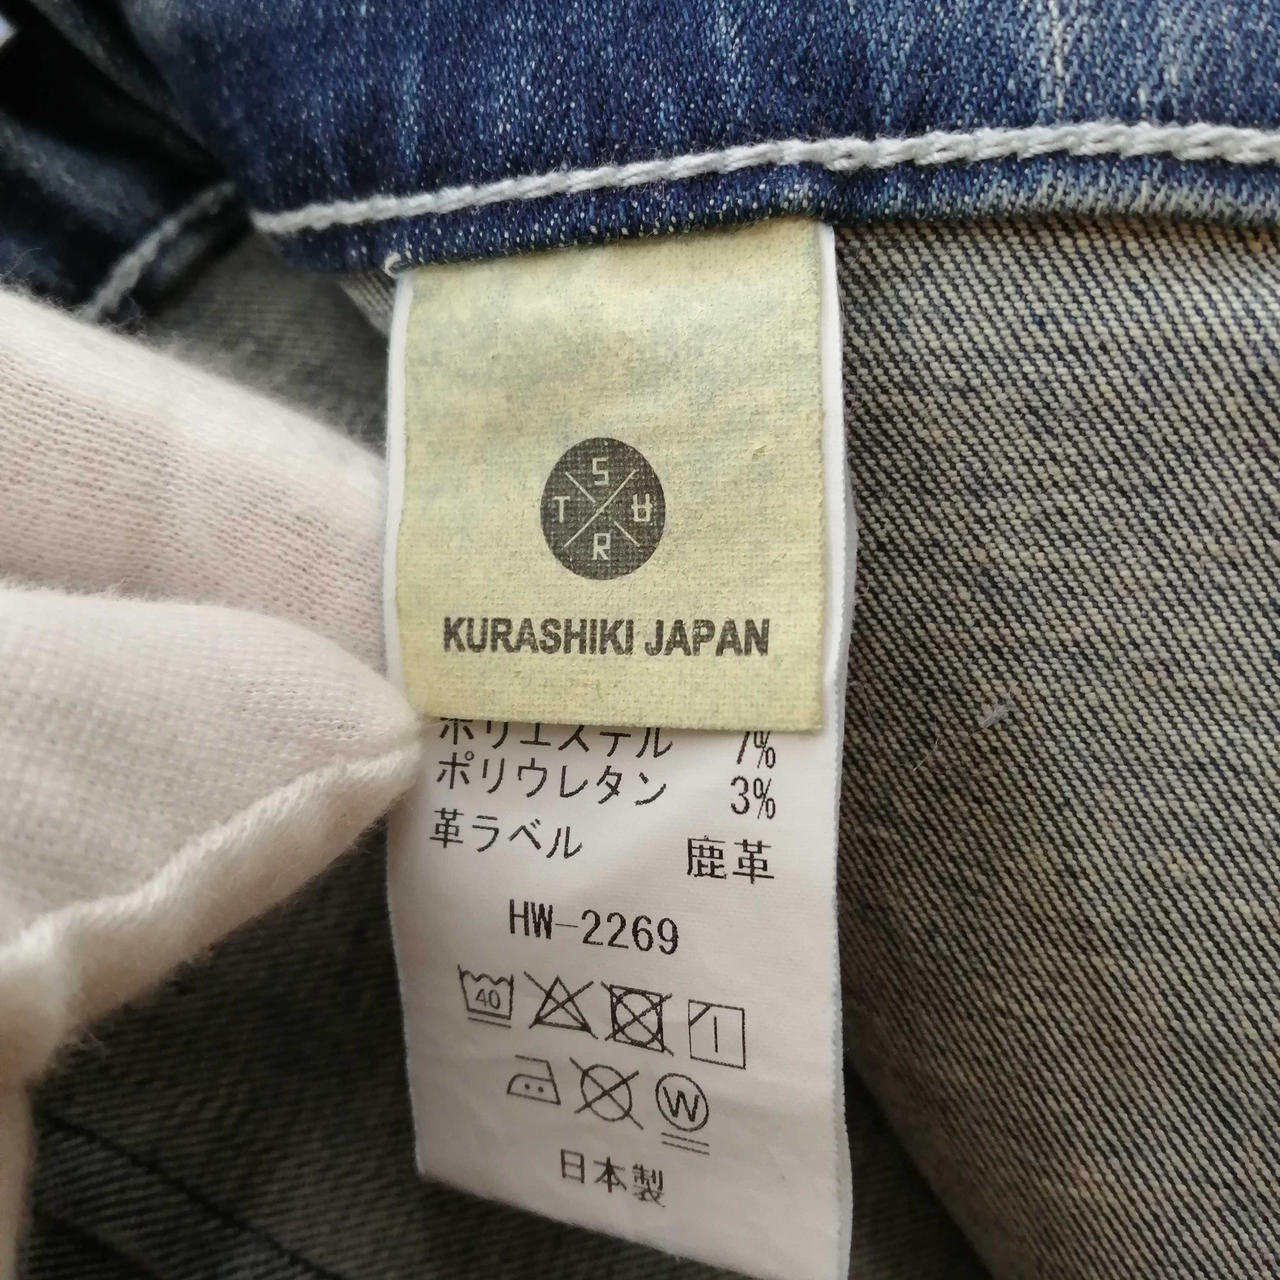 S
T R
R
KURASHIKI JAPAN
ポリエステル 7%
ポリウレタン 3%
革ラベル 鹿革
HW-2269
40
W
日本製